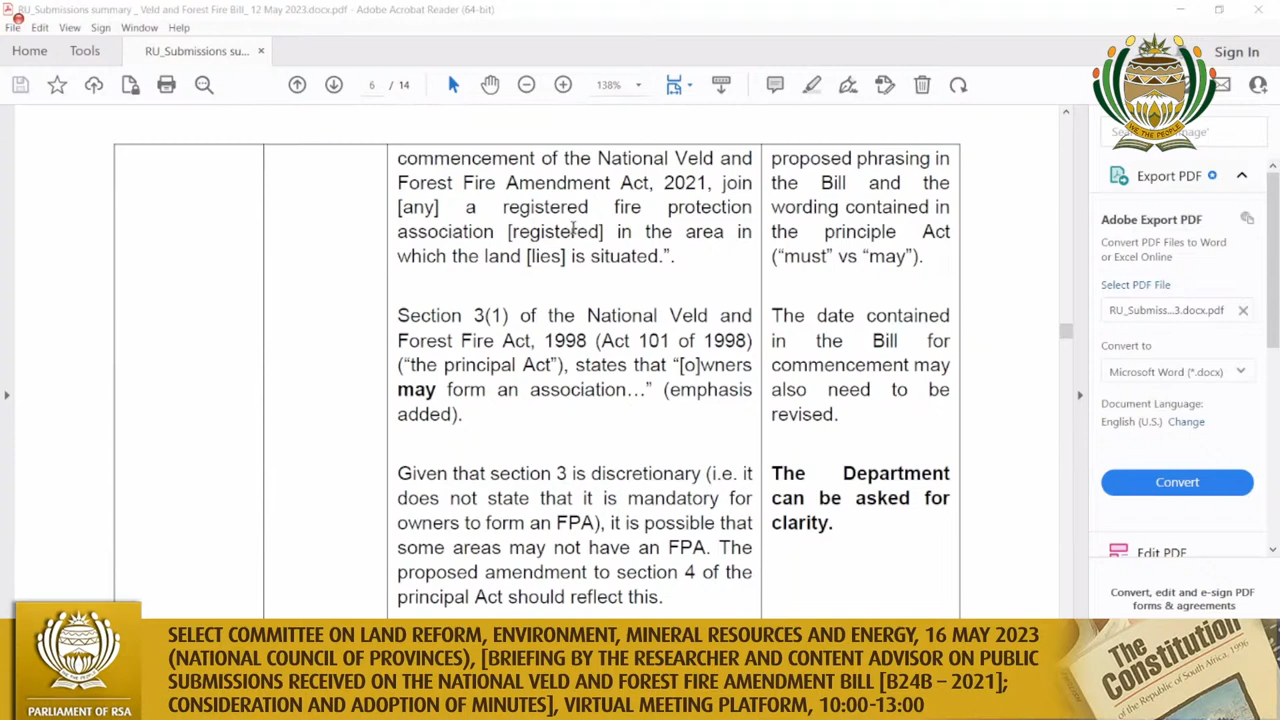 RU_Submissions summary _ Veld and Forest Fire Bill_ 12 May 2023.docx.pdf - Adobe Acrobat Reader (64-bit)
File Edit View Sign Window Help
Home Tools RU_Submissions su... ×
6 / 14 138% Sign In
WE, THE PEOPLE
commencement of the National Veld and
Forest Fire Amendment Act, 2021, join
[any] a registered fire protection
association [registered] in the area in
which the land [lies] is situated.”.
Section 3(1) of the National Veld and
Forest Fire Act, 1998 (Act 101 of 1998)
(“the principal Act”), states that “[o]wners
may form an association…” (emphasis
added).
Given that section 3 is discretionary (i.e. it
does not state that it is mandatory for
owners to form an FPA), it is possible that
some areas may not have an FPA. The
proposed amendment to section 4 of the
principal Act should reflect this.
proposed phrasing in
the Bill and the
wording contained in
the principle Act
(“must” vs “may”).
The date contained
in the Bill for
commencement may
also need to be
revised.
The Department
can be asked for
clarity.
Export PDF
Adobe Export PDF
Convert PDF Files to Word
or Excel Online
Select PDF File
RU_Submiss...3.docx.pdf
Convert to
Microsoft Word (*.docx)
Document Language:
English (U.S.) Change
Convert
Edit PDF
Convert, edit and e-sign PDF
forms & agreements
SELECT COMMITTEE ON LAND REFORM, ENVIRONMENT, MINERAL RESOURCES AND ENERGY, 16 MAY 2023
(NATIONAL COUNCIL OF PROVINCES), [BRIEFING BY THE RESEARCHER AND CONTENT ADVISOR ON PUBLIC
SUBMISSIONS RECEIVED ON THE NATIONAL VELD AND FOREST FIRE AMENDMENT BILL [B24B – 2021];
CONSIDERATION AND ADOPTION OF MINUTES], VIRTUAL MEETING PLATFORM, 10:00-13:00
PARLIAMENT OF RSA
The
Constitution
of the Republic of South Africa, 1996